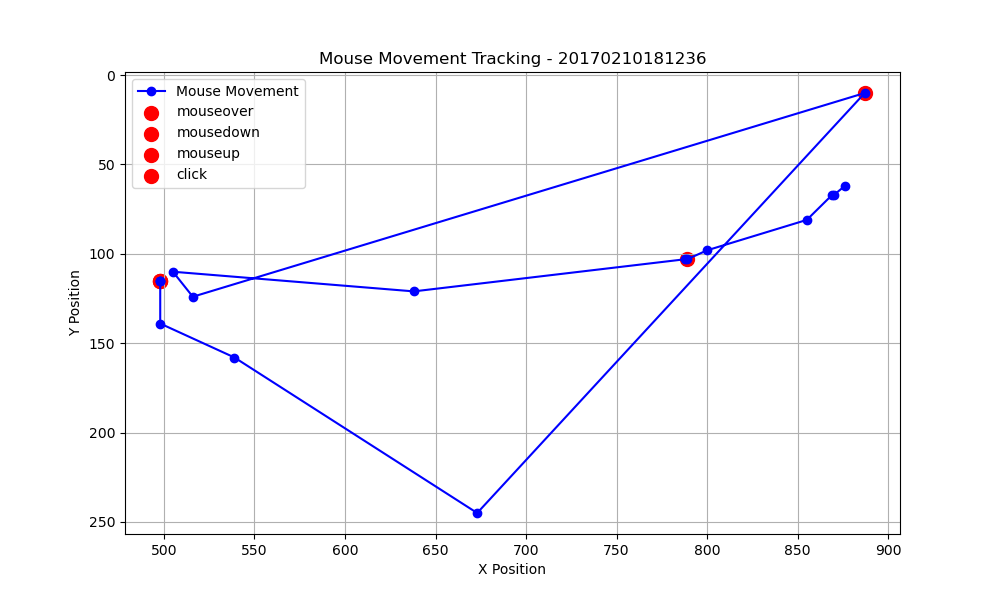 Mouse Movement Tracking - 20170210181236
Mouse Movement
mouseover
mousedown
mouseup
click
0
50
100
150
200
250
Y Position
500 550 600 650 700 750 800 850 900
X Position